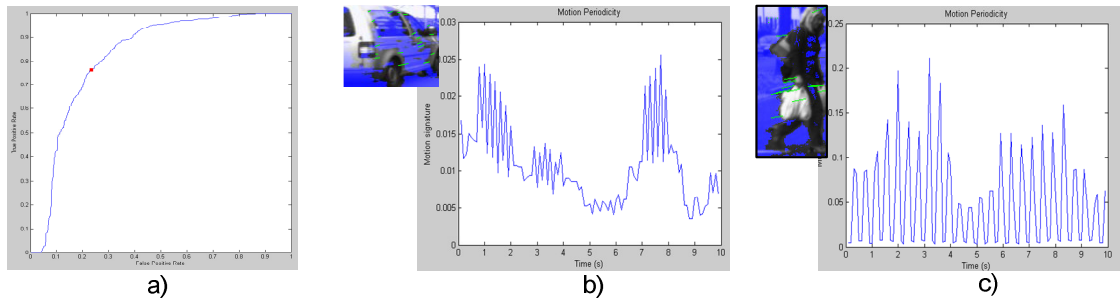 1
0.9
0.8
0.7
0.6
0.5
0.4
0.3
0.2
0.1
0
True Positive Rate
0 0.1 0.2 0.3 0.4 0.5 0.6 0.7 0.8 0.9 1
False Positive Rate
a)
Motion Periodicity
0.03
0.025
0.02
0.015
0.01
0.005
0
Motion signature
0 1 2 3 4 5 6 7 8 9 10
Time (s)
b)
Motion Periodicity
0.25
0.2
0.15
0.1
0.05
0
0 1 2 3 4 5 6 7 8 9 10
Time (s)
c)